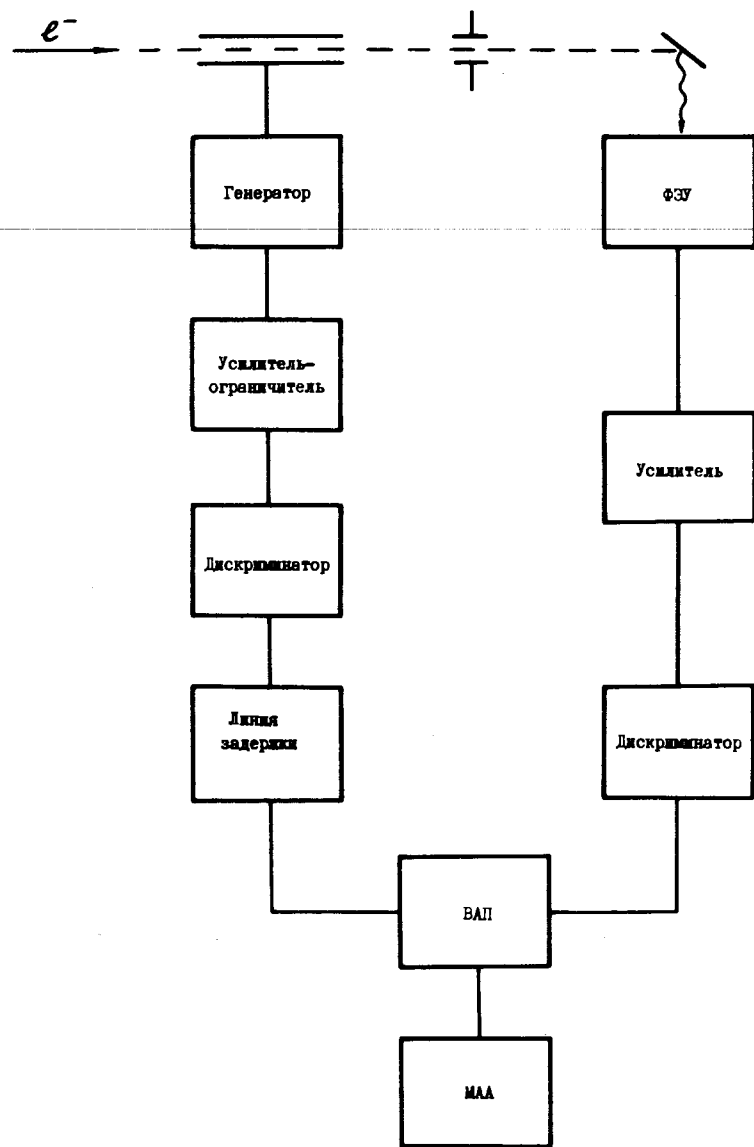 e⁻
Генератор
ФЭУ
Усилитель-
ограничитель
Усилитель
Дискриминатор
Линия
задержки
Дискриминатор
ВАП
МАА